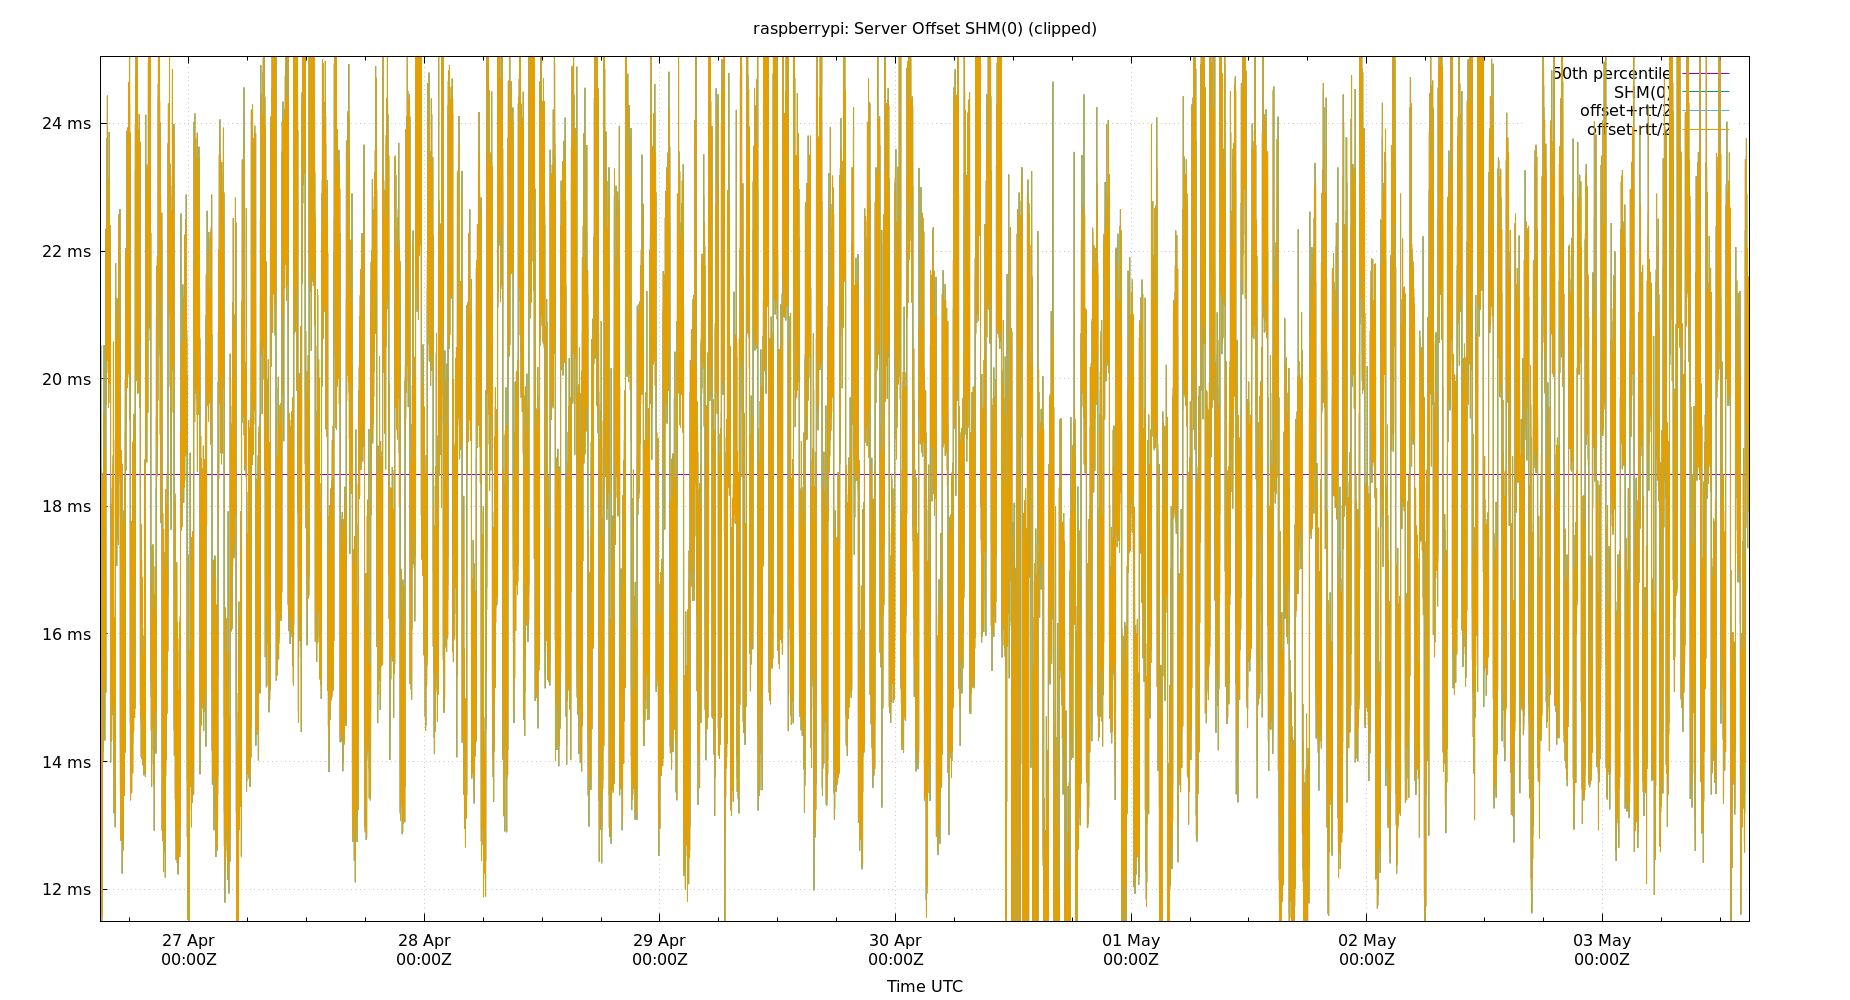 raspberrypi: Server Offset SHM(0) (clipped)
50th percentile
SHM(0)
offset+rtt/2
offset-rtt/2
24 ms
22 ms
20 ms
18 ms
16 ms
14 ms
12 ms
27 Apr
00:00Z
28 Apr
00:00Z
29 Apr
00:00Z
30 Apr
00:00Z
01 May
00:00Z
02 May
00:00Z
03 May
00:00Z
Time UTC